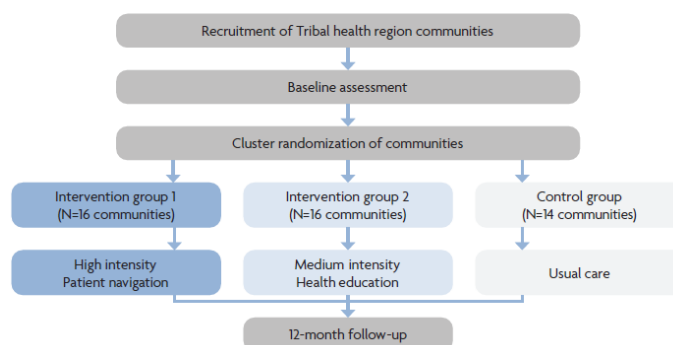 Recruitment of Tribal health region communities
Baseline assessment
Cluster randomization of communities
Intervention group 1
(N=16 communities)
Intervention group 2
(N=16 communities)
Control group
(N=14 communities)
High intensity
Patient navigation
Medium intensity
Health education
Usual care
12-month follow-up